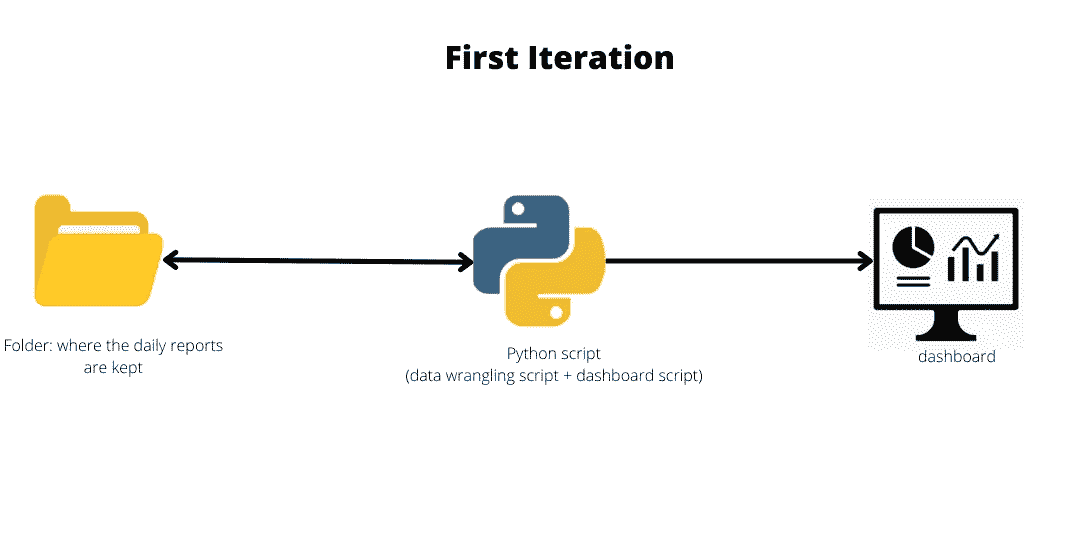 First Iteration
Folder: where the daily reports
are kept
Python script
(data wrangling script + dashboard script)
dashboard